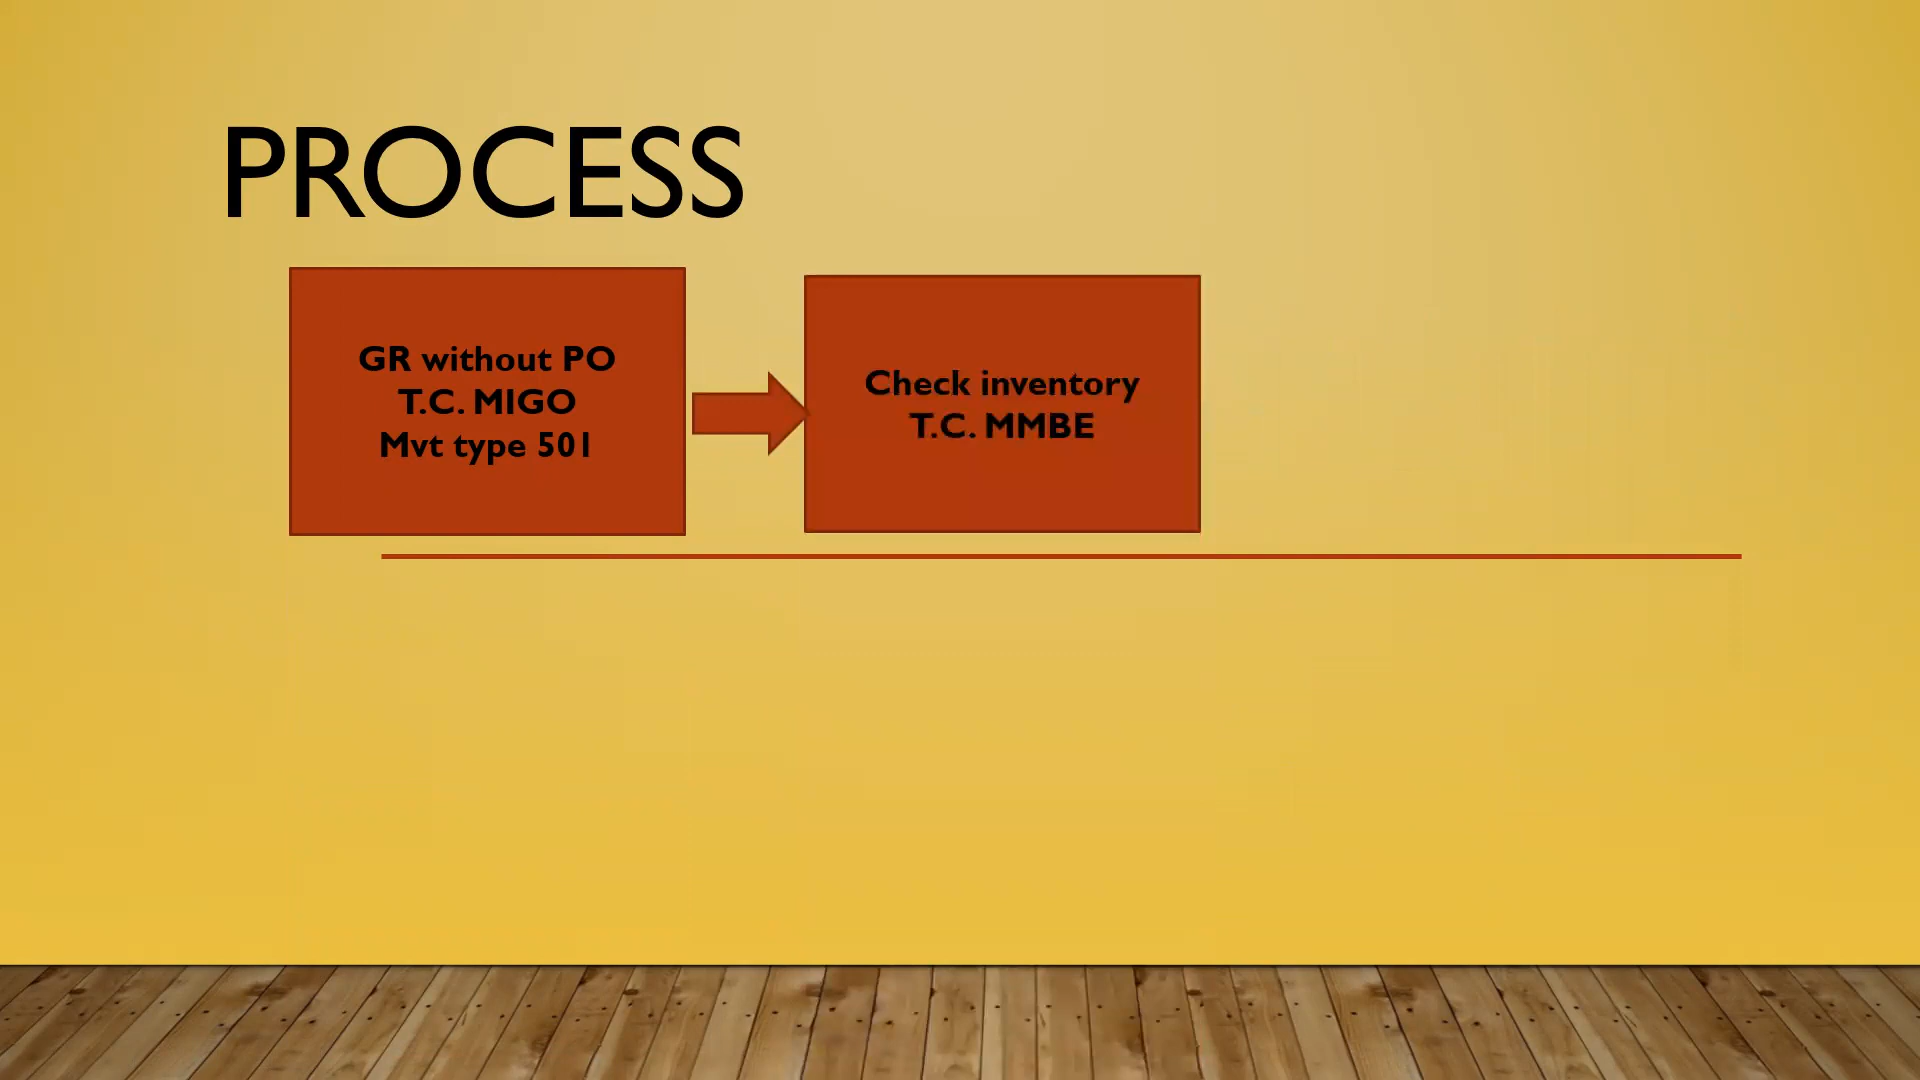 PROCESS
GR without PO
T.C. MIGO
Mvt type 501
Check inventory
T.C. MMBE